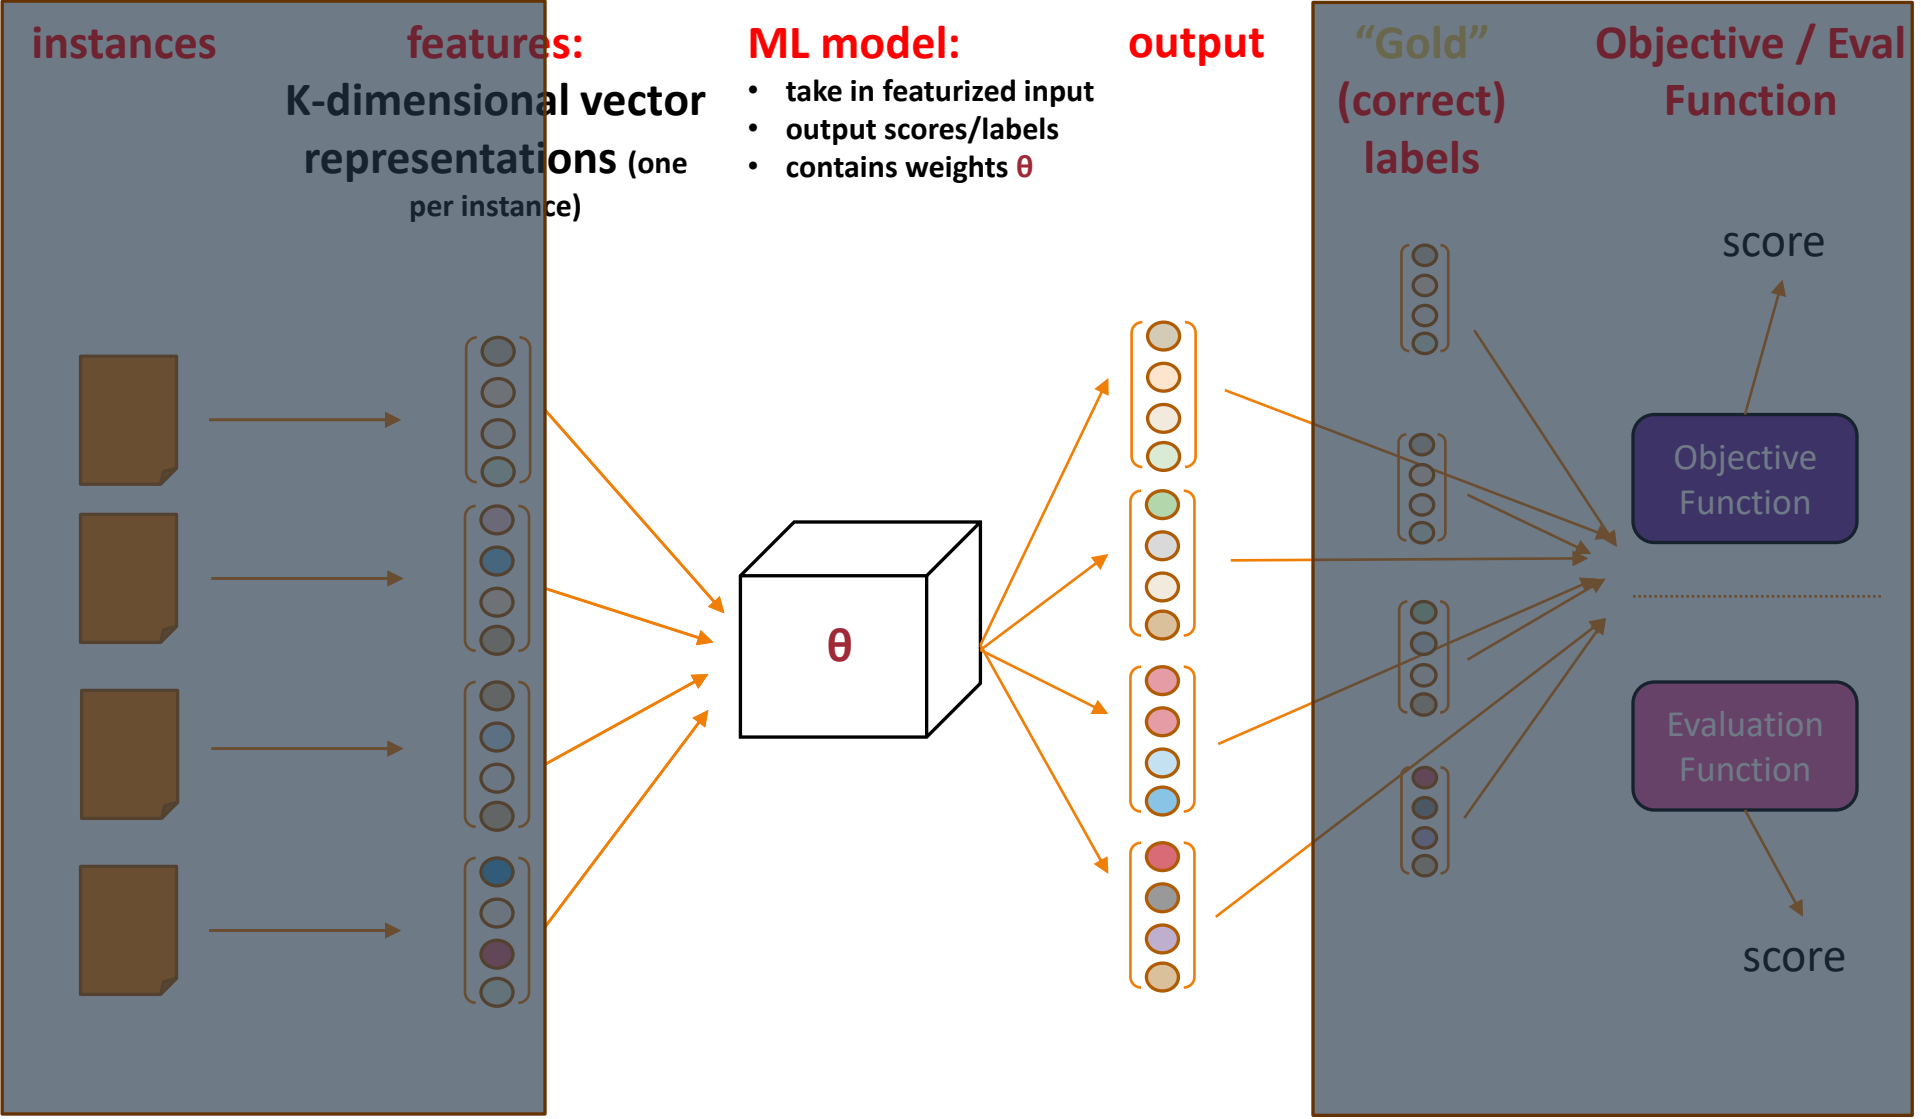 instances
features:
K-dimensional vector
representations (one
per instance)
ML model:
• take in featurized input
• output scores/labels
• contains weights θ
output
“Gold”
(correct)
labels
Objective / Eval
Function
score
Objective
Function
θ
Evaluation
Function
score